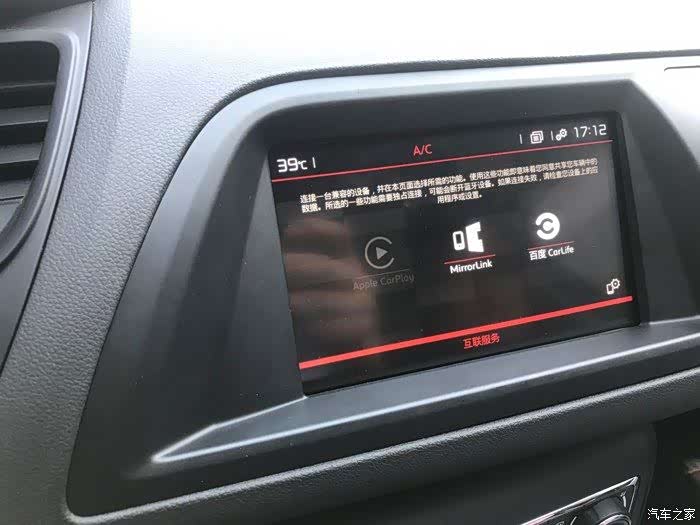 39℃
A/C
17:12
连接一台兼容的设备，并在本页面选择所需的功能。使用这些功能即意味着您同意共享您车辆中的
数据。所选的一些功能需要独占连接，可能会断开蓝牙设备。如果连接失败，请检查您设备上的应
用程序或设置。
Apple CarPlay
MirrorLink
百度 CarLife
互联服务
汽车之家